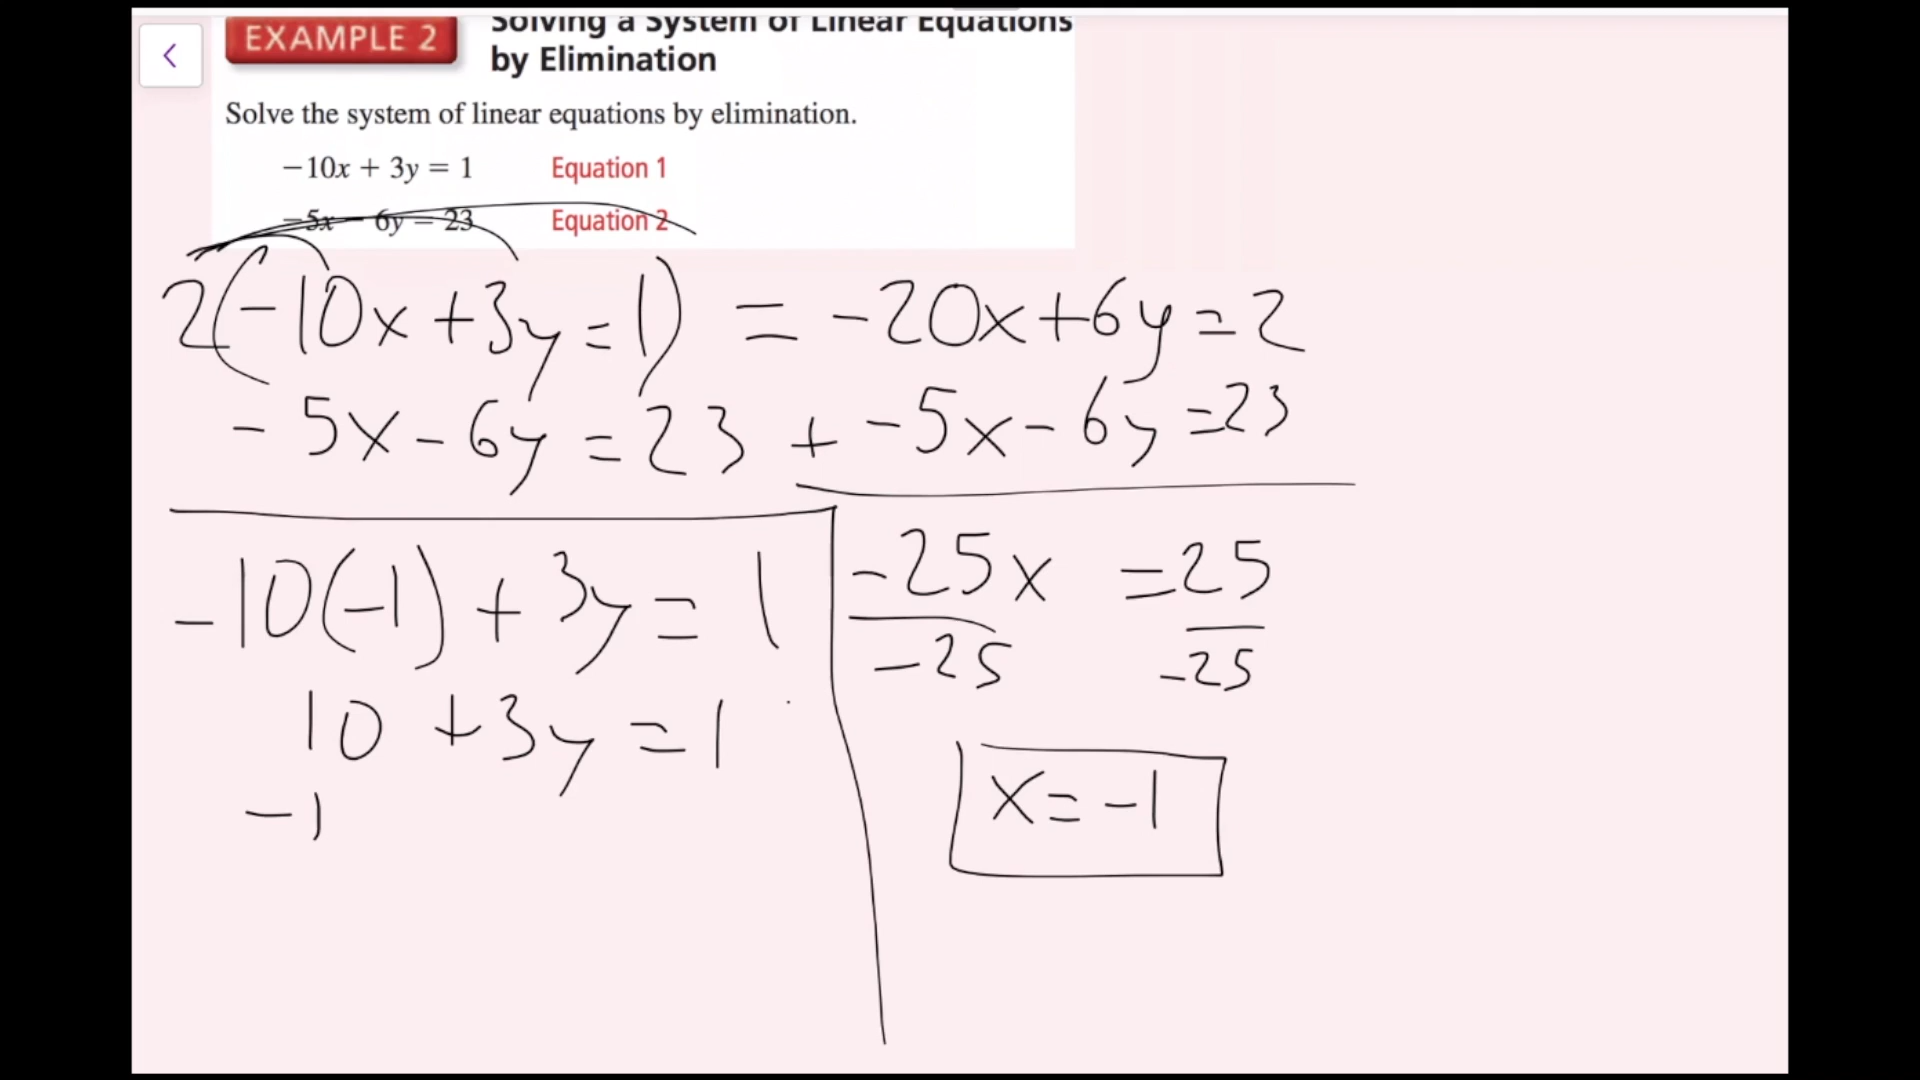 EXAMPLE 2
Solving a System of Linear Equations
by Elimination
Solve the system of linear equations by elimination.
−10x + 3y = 1 Equation 1
−5x − 6y = 23 Equation 2
2(-10x+3y=1) = -20x+6y=2
-5x-6y=23 + -5x-6y=23
-25x =25
-25 -25
x=-1
-10(-1)+3y=1
10 +3y=1
-1